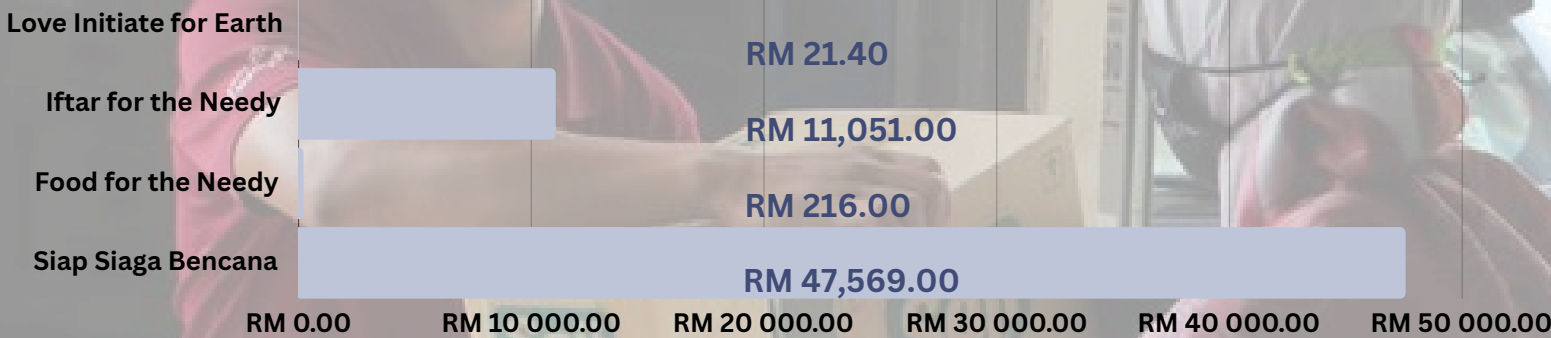 Love Initiate for Earth
RM 21.40
Iftar for the Needy
RM 11,051.00
Food for the Needy
RM 216.00
Siap Siaga Bencana
RM 47,569.00
RM 0.00 RM 10 000.00 RM 20 000.00 RM 30 000.00 RM 40 000.00 RM 50 000.00